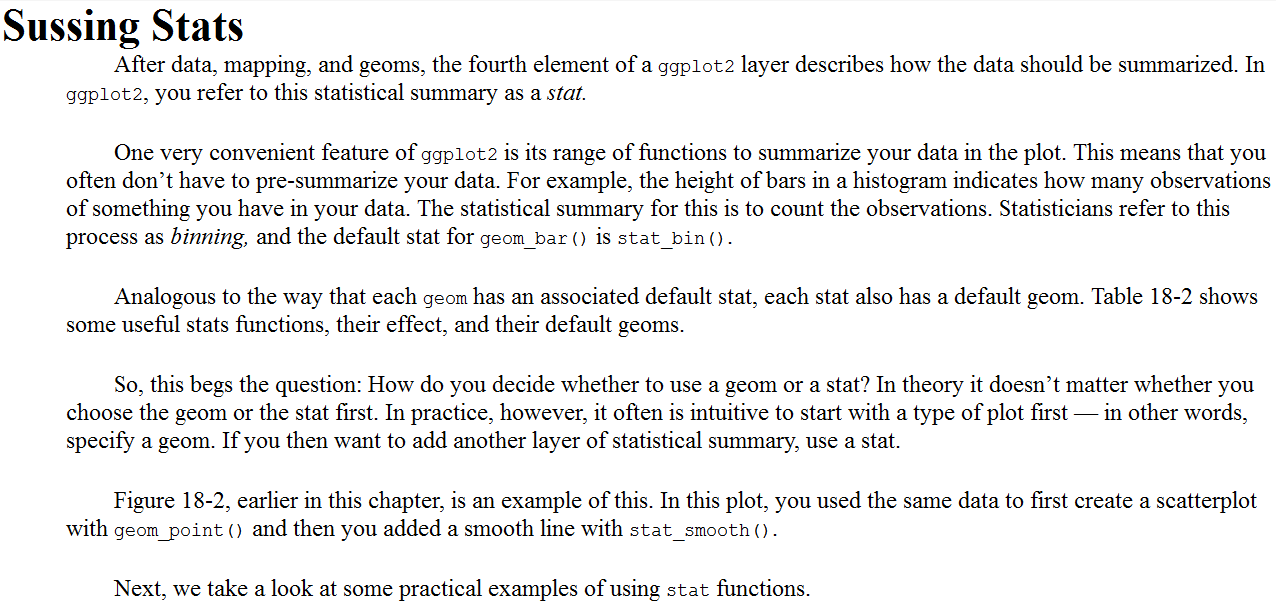 Sussing Stats
After data, mapping, and geoms, the fourth element of a ggplot2 layer describes how the data should be summarized. In
ggplot2, you refer to this statistical summary as a stat.
One very convenient feature of ggplot2 is its range of functions to summarize your data in the plot. This means that you
often don’t have to pre-summarize your data. For example, the height of bars in a histogram indicates how many observations
of something you have in your data. The statistical summary for this is to count the observations. Statisticians refer to this
process as binning, and the default stat for geom_bar() is stat_bin().
Analogous to the way that each geom has an associated default stat, each stat also has a default geom. Table 18-2 shows
some useful stats functions, their effect, and their default geoms.
So, this begs the question: How do you decide whether to use a geom or a stat? In theory it doesn’t matter whether you
choose the geom or the stat first. In practice, however, it often is intuitive to start with a type of plot first — in other words,
specify a geom. If you then want to add another layer of statistical summary, use a stat.
Figure 18-2, earlier in this chapter, is an example of this. In this plot, you used the same data to first create a scatterplot
with geom_point() and then you added a smooth line with stat_smooth().
Next, we take a look at some practical examples of using stat functions.